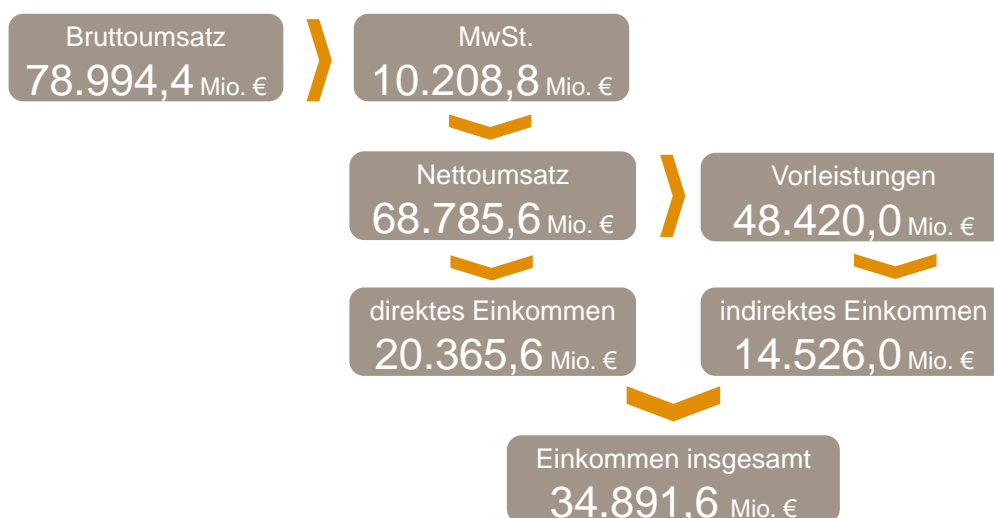 Bruttoumsatz
78.994,4 Mio. €
MwSt.
10.208,8 Mio. €
Nettoumsatz
68.785,6 Mio. €
Vorleistungen
48.420,0 Mio. €
direktes Einkommen
20.365,6 Mio. €
indirektes Einkommen
14.526,0 Mio. €
Einkommen insgesamt
34.891,6 Mio. €